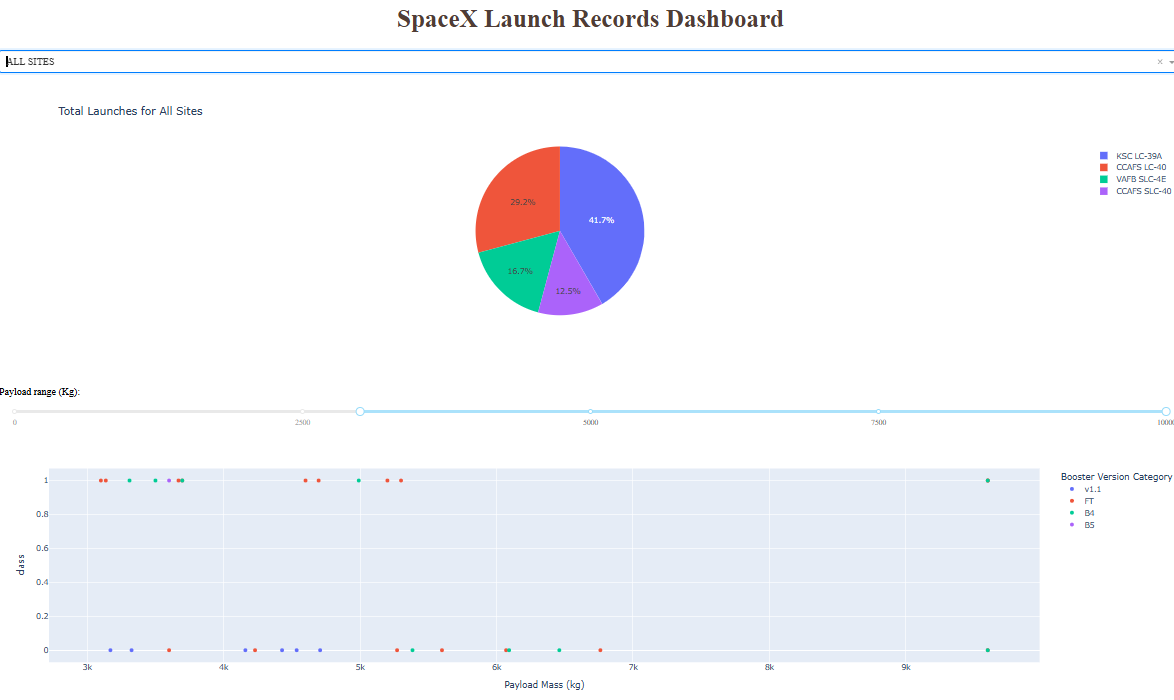 SpaceX Launch Records Dashboard
ALL SITES
×
Total Launches for All Sites
KSC LC-39A
CCAFS LC-40
VAFB SLC-4E
CCAFS SLC-40
29.2%
41.7%
16.7%
12.5%
Payload range (Kg):
0 2500 5000 7500 10000
Booster Version Category
v1.1
FT
B4
B5
1
0.8
0.6
0.4
0.2
0
class
3k 4k 5k 6k 7k 8k 9k
Payload Mass (kg)